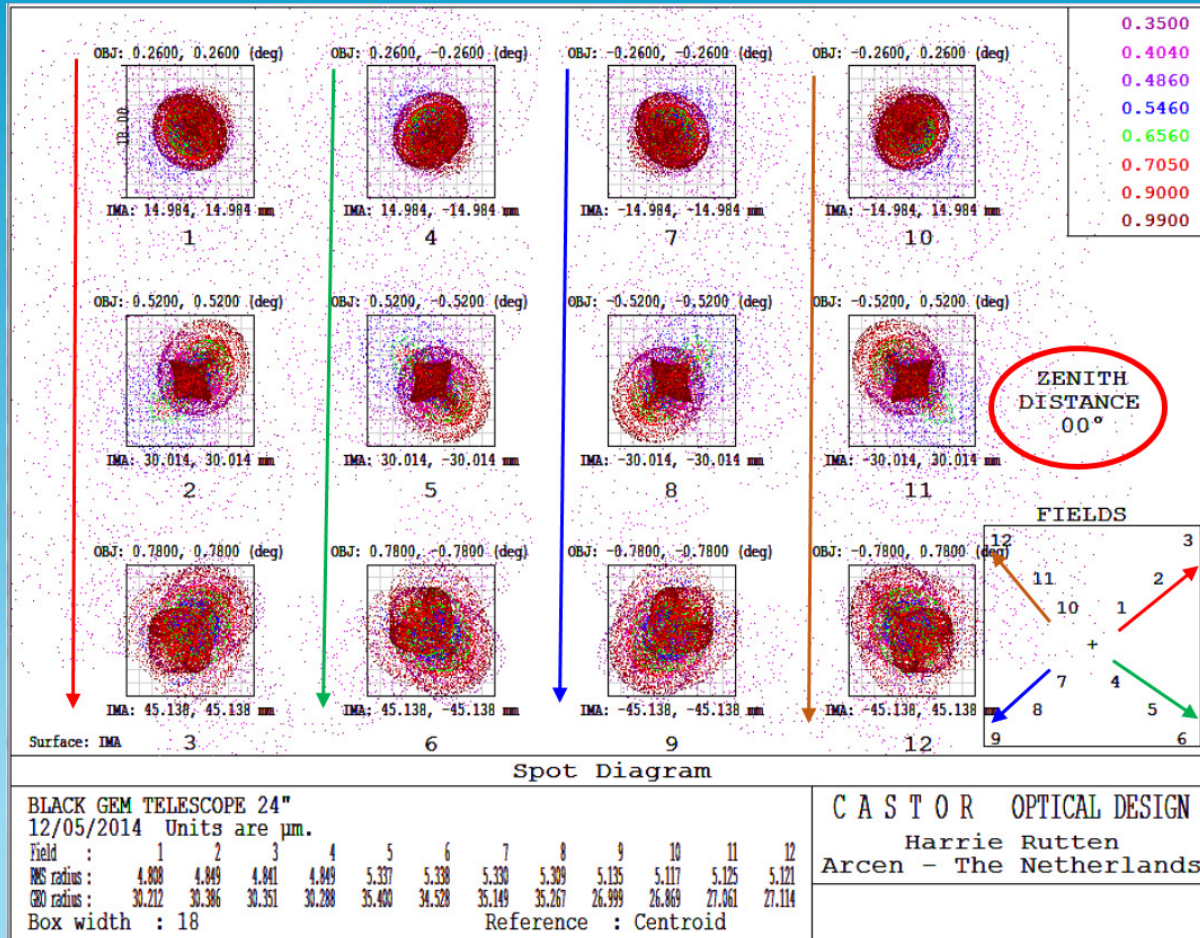 0.3500
0.4040
0.4860
0.5460
0.6560
0.7050
0.9000
0.9900
OBJ: 0.2600, 0.2600 (deg) OBJ: 0.2600, -0.2600 (deg) OBJ: -0.2600, -0.2600 (deg) OBJ: -0.2600, 0.2600 (deg)
18.00
IMA: 14.984, 14.984 mm IMA: 14.984, -14.984 mm IMA: -14.984, -14.984 mm IMA: -14.984, 14.984 mm
1 4 7 10
OBJ: 0.5200, 0.5200 (deg) OBJ: 0.5200, -0.5200 (deg) OBJ: -0.5200, -0.5200 (deg) OBJ: -0.5200, 0.5200 (deg)
ZENITH
DISTANCE
00°
IMA: 30.014, 30.014 mm IMA: 30.014, -30.014 mm IMA: -30.014, -30.014 mm IMA: -30.014, 30.014 mm
2 5 8 11
FIELDS
OBJ: 0.7800, 0.7800 (deg) OBJ: 0.7800, -0.7800 (deg) OBJ: -0.7800, -0.7800 (deg) OBJ: -0.7800, 0.7800 (deg)
12 3
11 2
10 1
+
7 4
8 5
9 6
IMA: 45.138, 45.138 mm IMA: 45.138, -45.138 mm IMA: -45.138, -45.138 mm IMA: -45.138, 45.138 mm
Surface: IMA 3 6 9 12
Spot Diagram
BLACK GEM TELESCOPE 24"
12/05/2014 Units are µm.
Field : 1 2 3 4 5 6 7 8 9 10 11 12
RMS radius : 4.808 4.849 4.841 4.849 5.337 5.338 5.330 5.309 5.135 5.117 5.125 5.121
GEO radius : 30.212 30.386 30.351 30.288 35.400 34.528 35.149 35.267 26.999 26.869 27.061 27.114
Box width : 18 Reference : Centroid
CASTOR OPTICAL DESIGN
Harrie Rutten
Arcen - The Netherlands